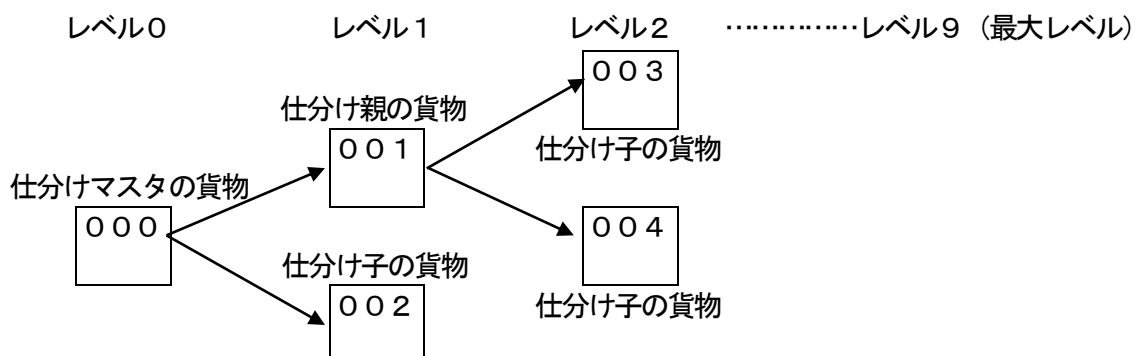 レベル０ レベル１ レベル２ ……………レベル９（最大レベル）
００３
仕分け親の貨物
００１
仕分け子の貨物
仕分けマスタの貨物
０００
００４
仕分け子の貨物
００２
仕分け子の貨物